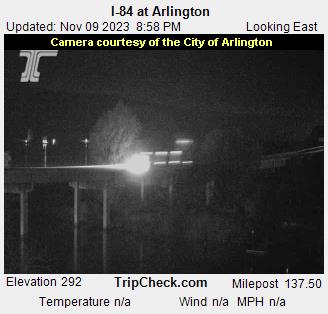 I-84 at Arlington
Updated: Nov 09 2023 8:58 PM Looking East
Camera courtesy of the City of Arlington
Elevation 292 TripCheck.com Milepost 137.50
Temperature n/a Wind n/a MPH n/a